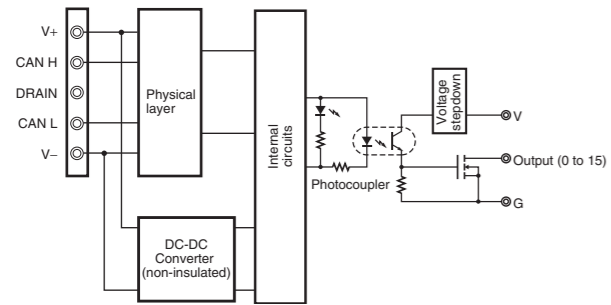 V+
CAN H
DRAIN
CAN L
V−
Physical
layer
DC-DC
Converter
(non-insulated)
Internal
circuits
Photocoupler
Voltage
stepdown
V
Output (0 to 15)
G